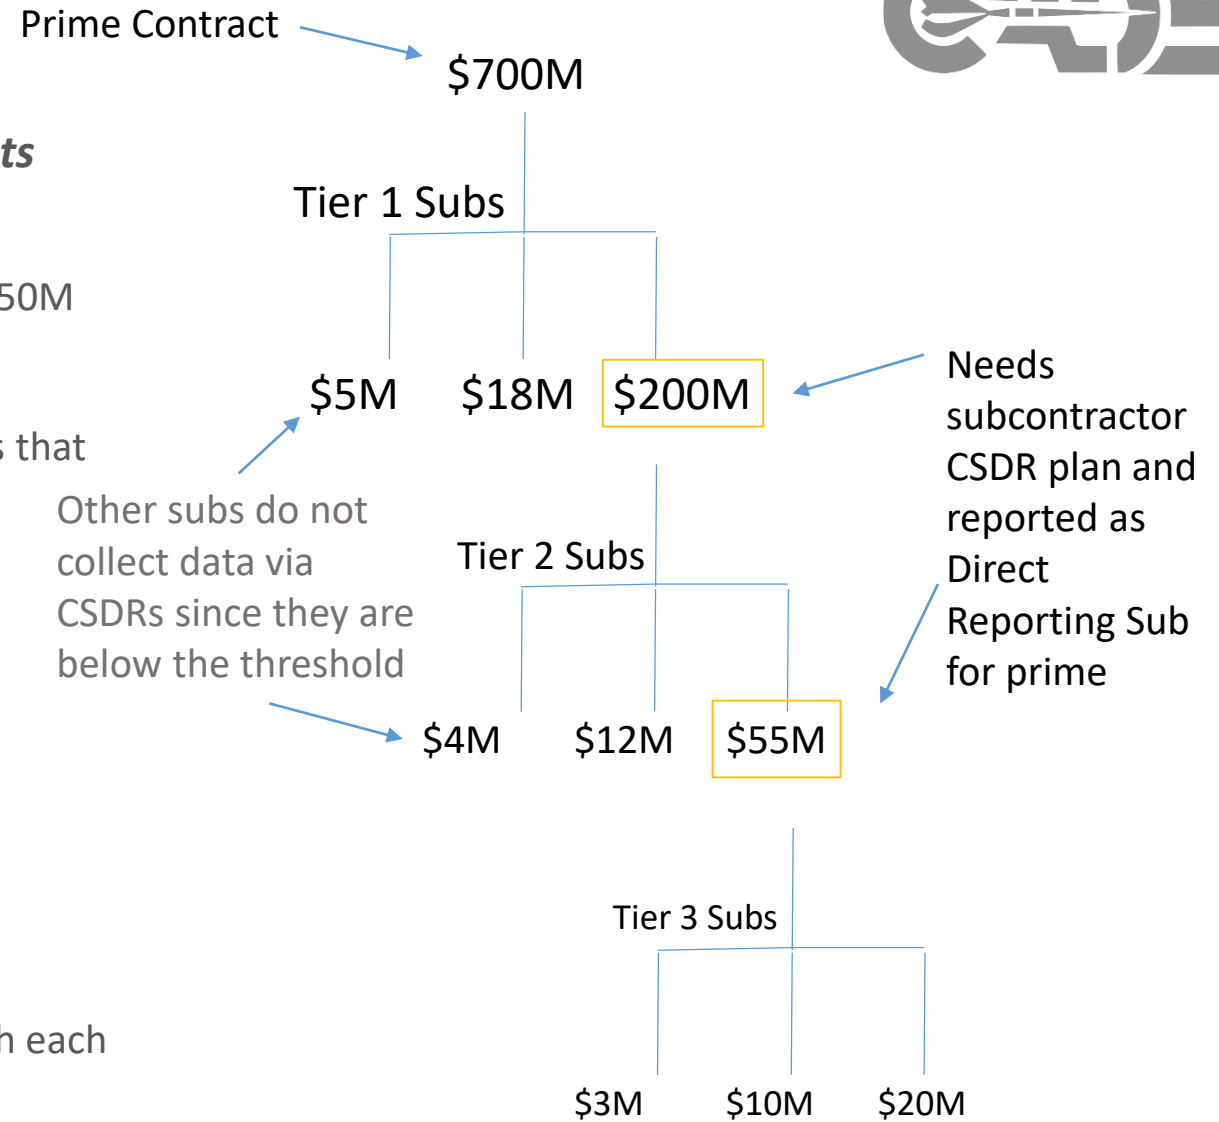 Prime Contract
$700M
ts
Tier 1 Subs
50M
$5M $18M $200M
Needs
subcontractor
CSDR plan and
reported as
Direct
Reporting Sub
for prime
s that
Other subs do not
collect data via
CSDRs since they are
below the threshold
Tier 2 Subs
$4M $12M $55M
Tier 3 Subs
h each
$3M $10M $20M